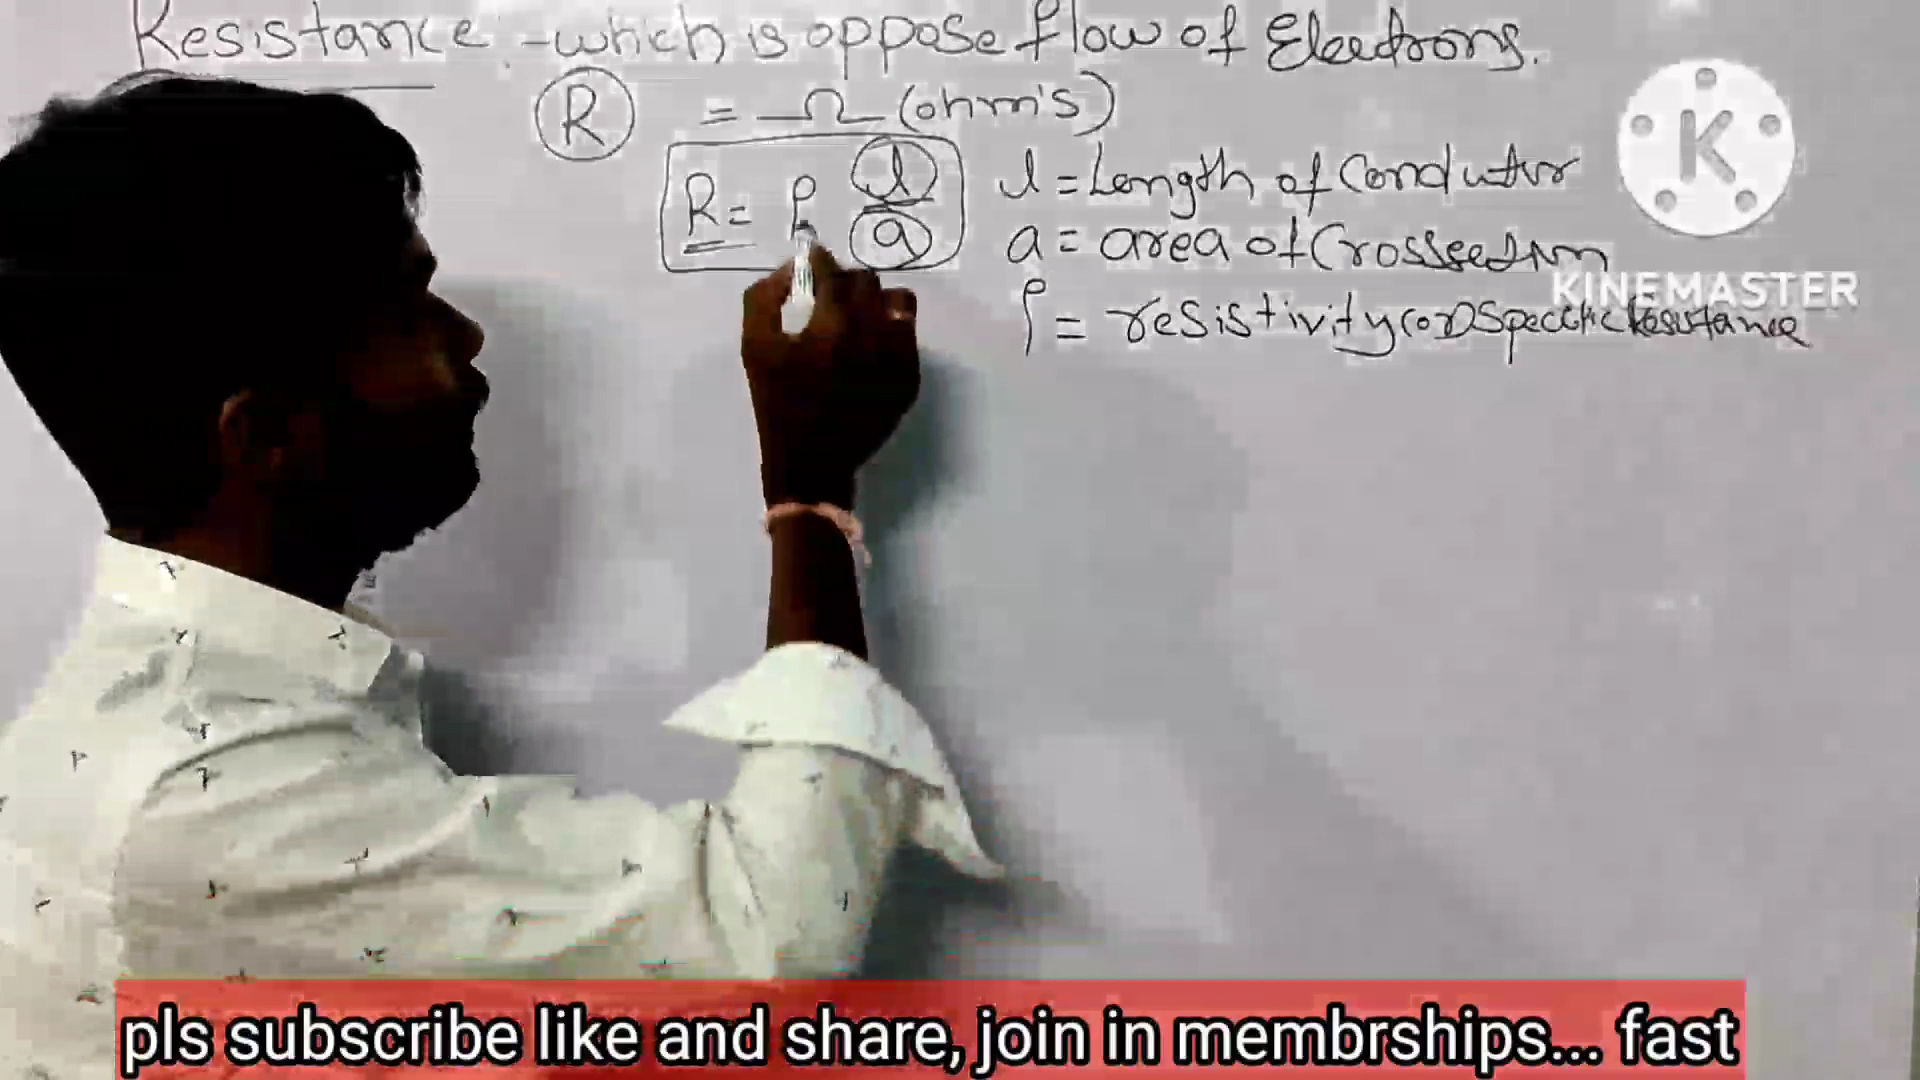 Resistance :- which is oppose flow of Electrons.
R = Ω (ohm's)
R = ρ l/a
l = Length of Conductor
a = area of Crosssection
ρ = resistivity (or) Specific Resistance
K
KINEMASTER
pls subscribe like and share, join in membrships... fast